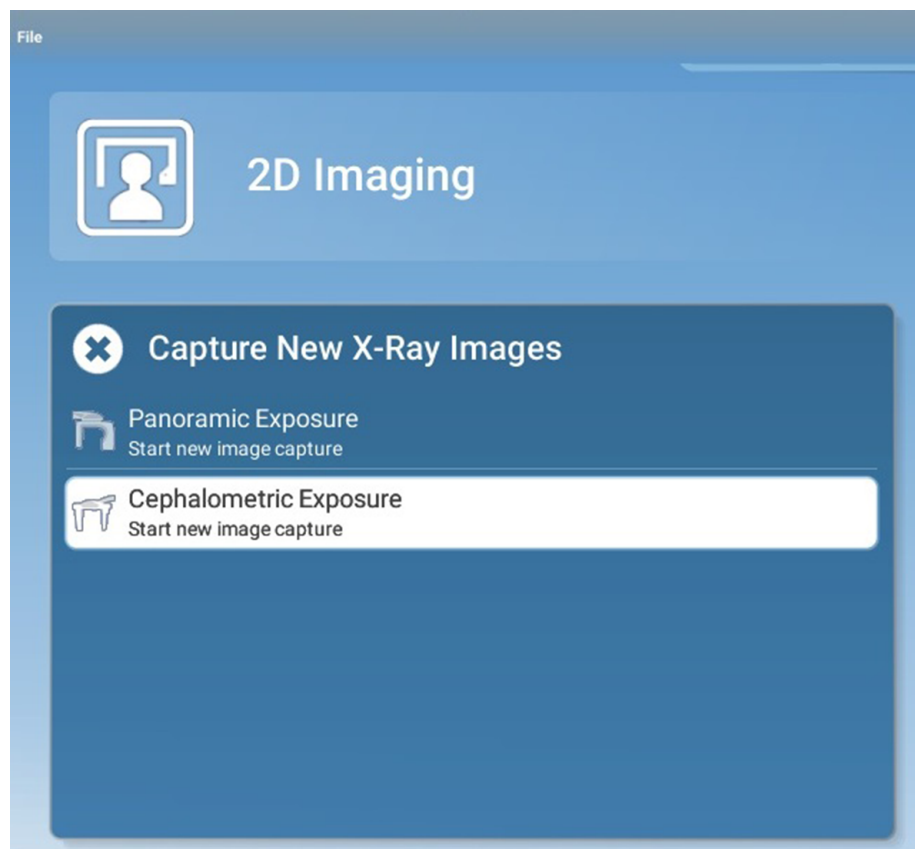 File
2D Imaging
Capture New X-Ray Images
Panoramic Exposure
Start new image capture
Cephalometric Exposure
Start new image capture